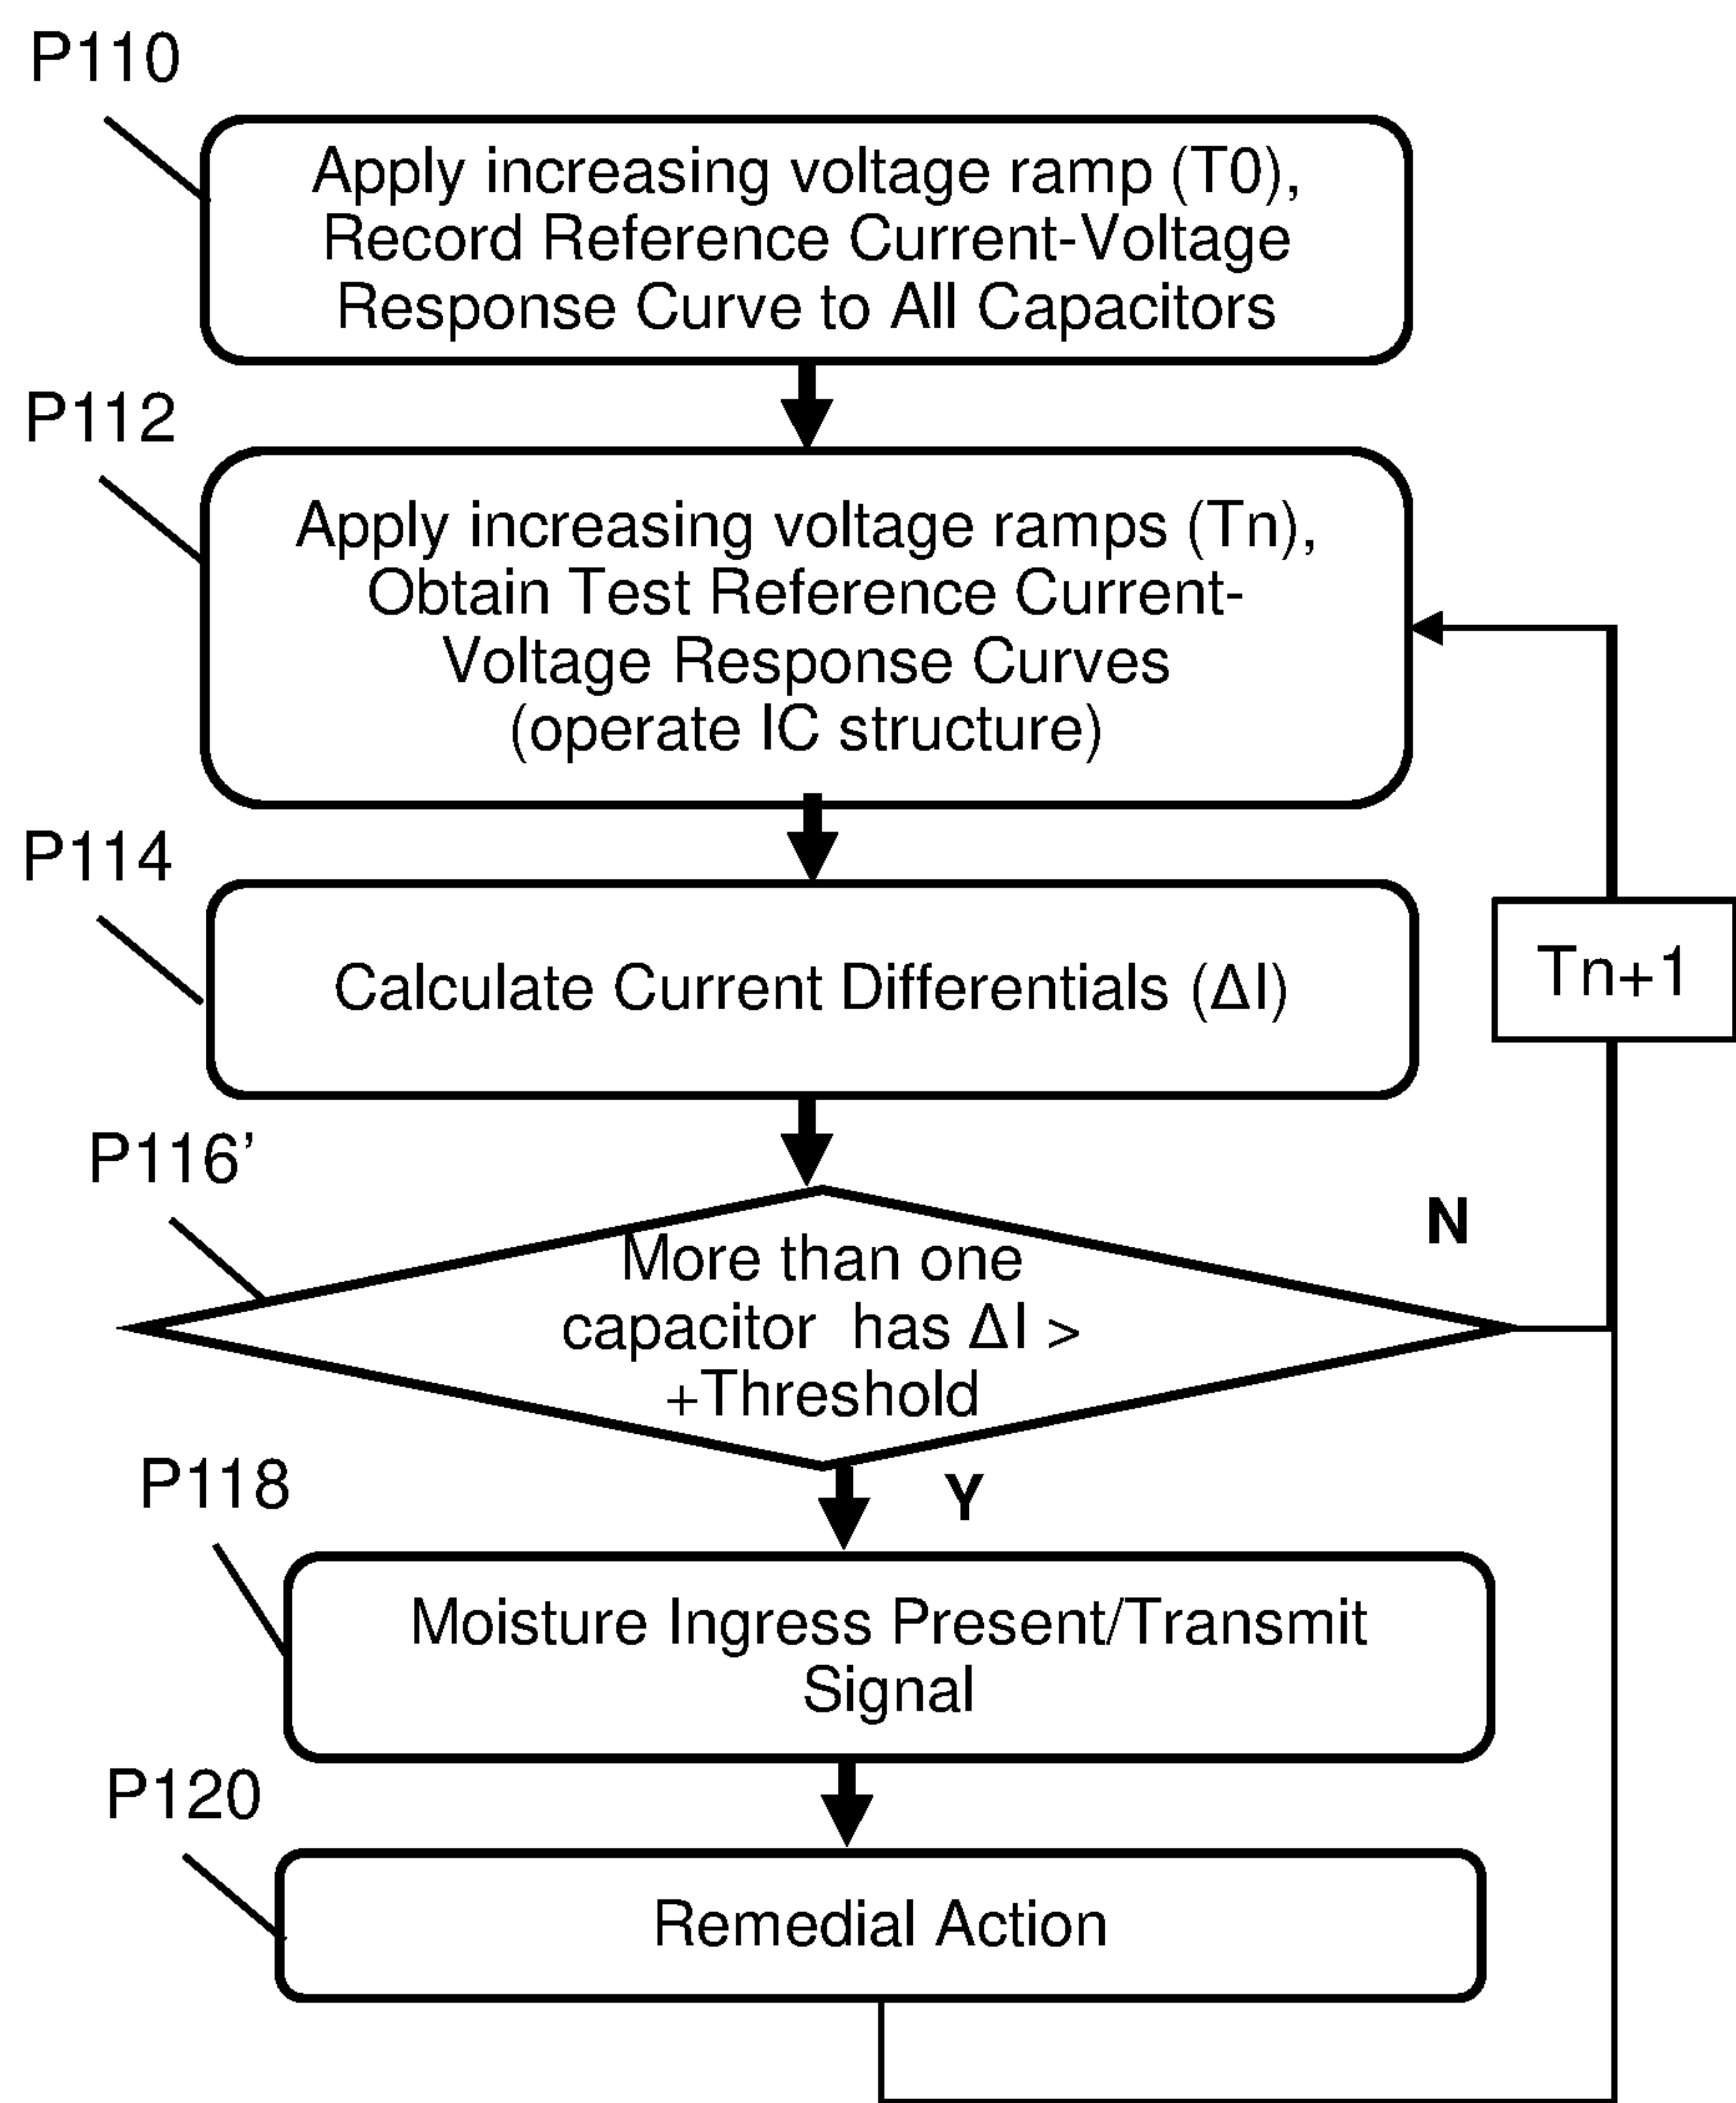 P110
Apply increasing voltage ramp (T0),
Record Reference Current-Voltage
Response Curve to All Capacitors
P112
Apply increasing voltage ramps (Tn),
Obtain Test Reference Current-
Voltage Response Curves
(operate IC structure)
P114
Calculate Current Differentials (ΔI)
Tn+1
P116’
More than one
capacitor has ΔI >
+Threshold
N
Y
P118
Moisture Ingress Present/Transmit
Signal
P120
Remedial Action